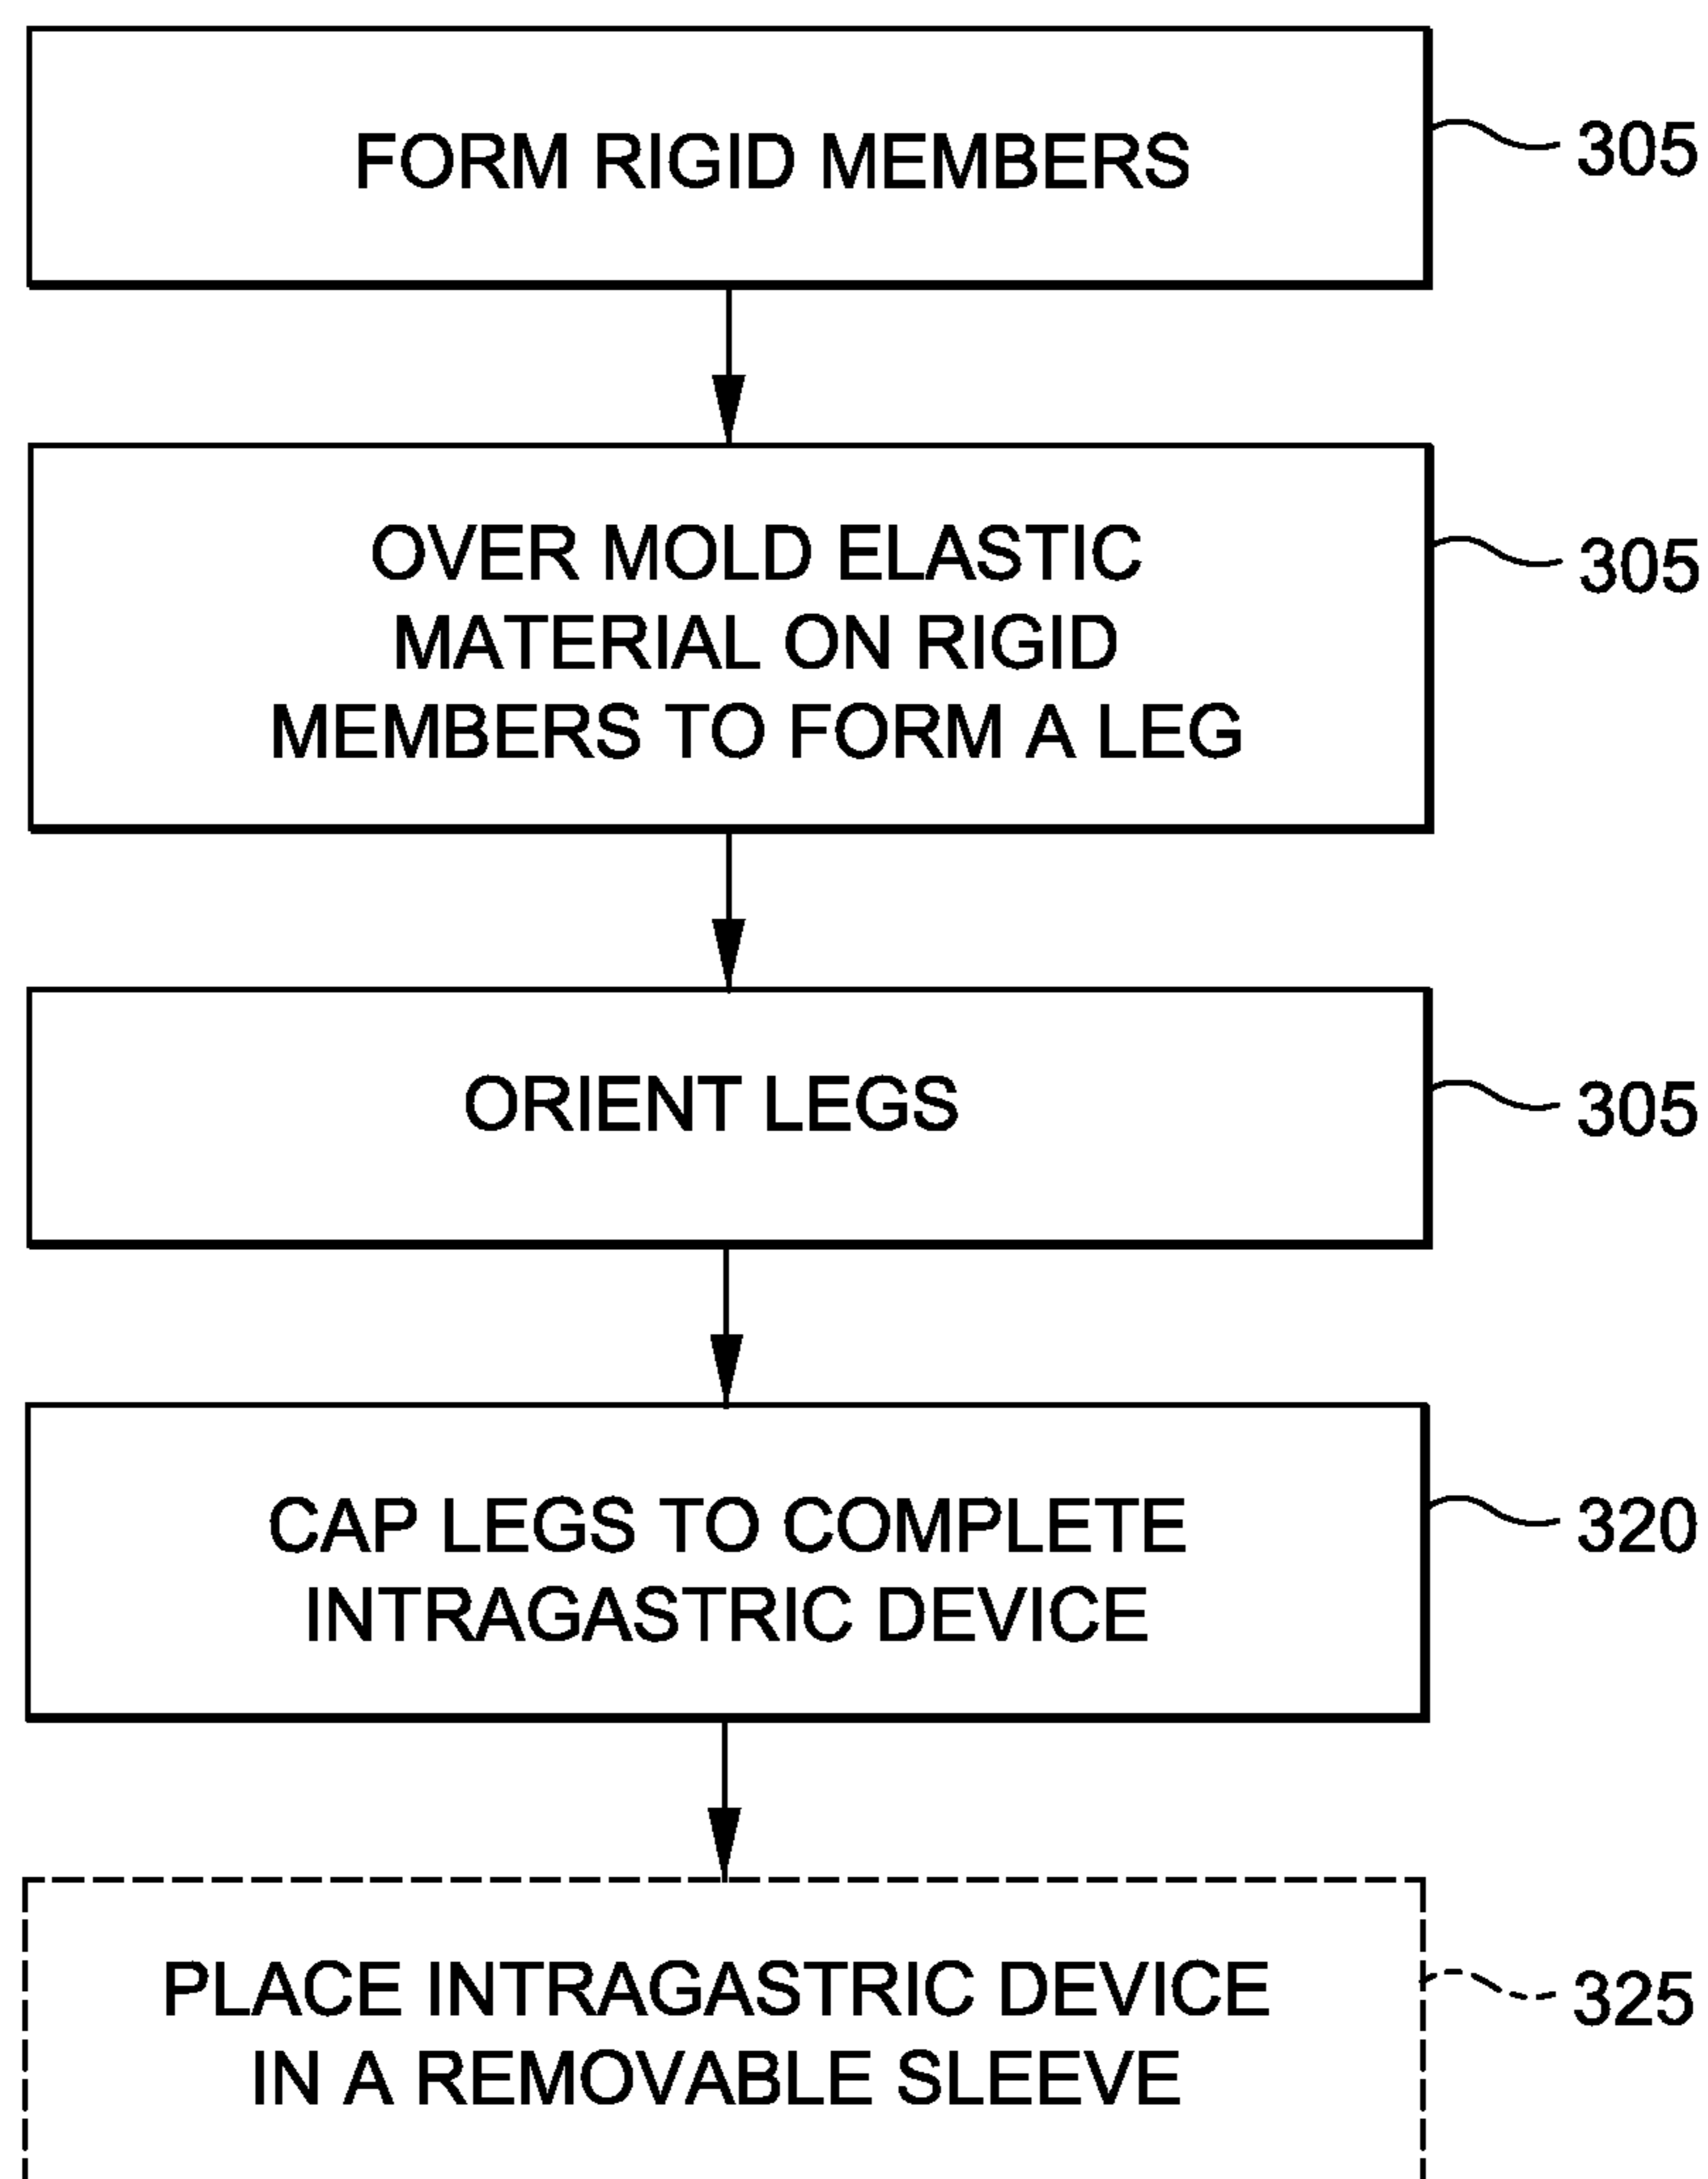 FORM RIGID MEMBERS
305
OVER MOLD ELASTIC
305
MATERIAL ON RIGID
MEMBERS TO FORM A LEG
ORIENT LEGS
305
CAP LEGS TO COMPLETE
320
INTRAGASTRIC DEVICE
PLACE INTRAGASTRIC DEVICE
325
IN A REMOVABLE SLEEVE